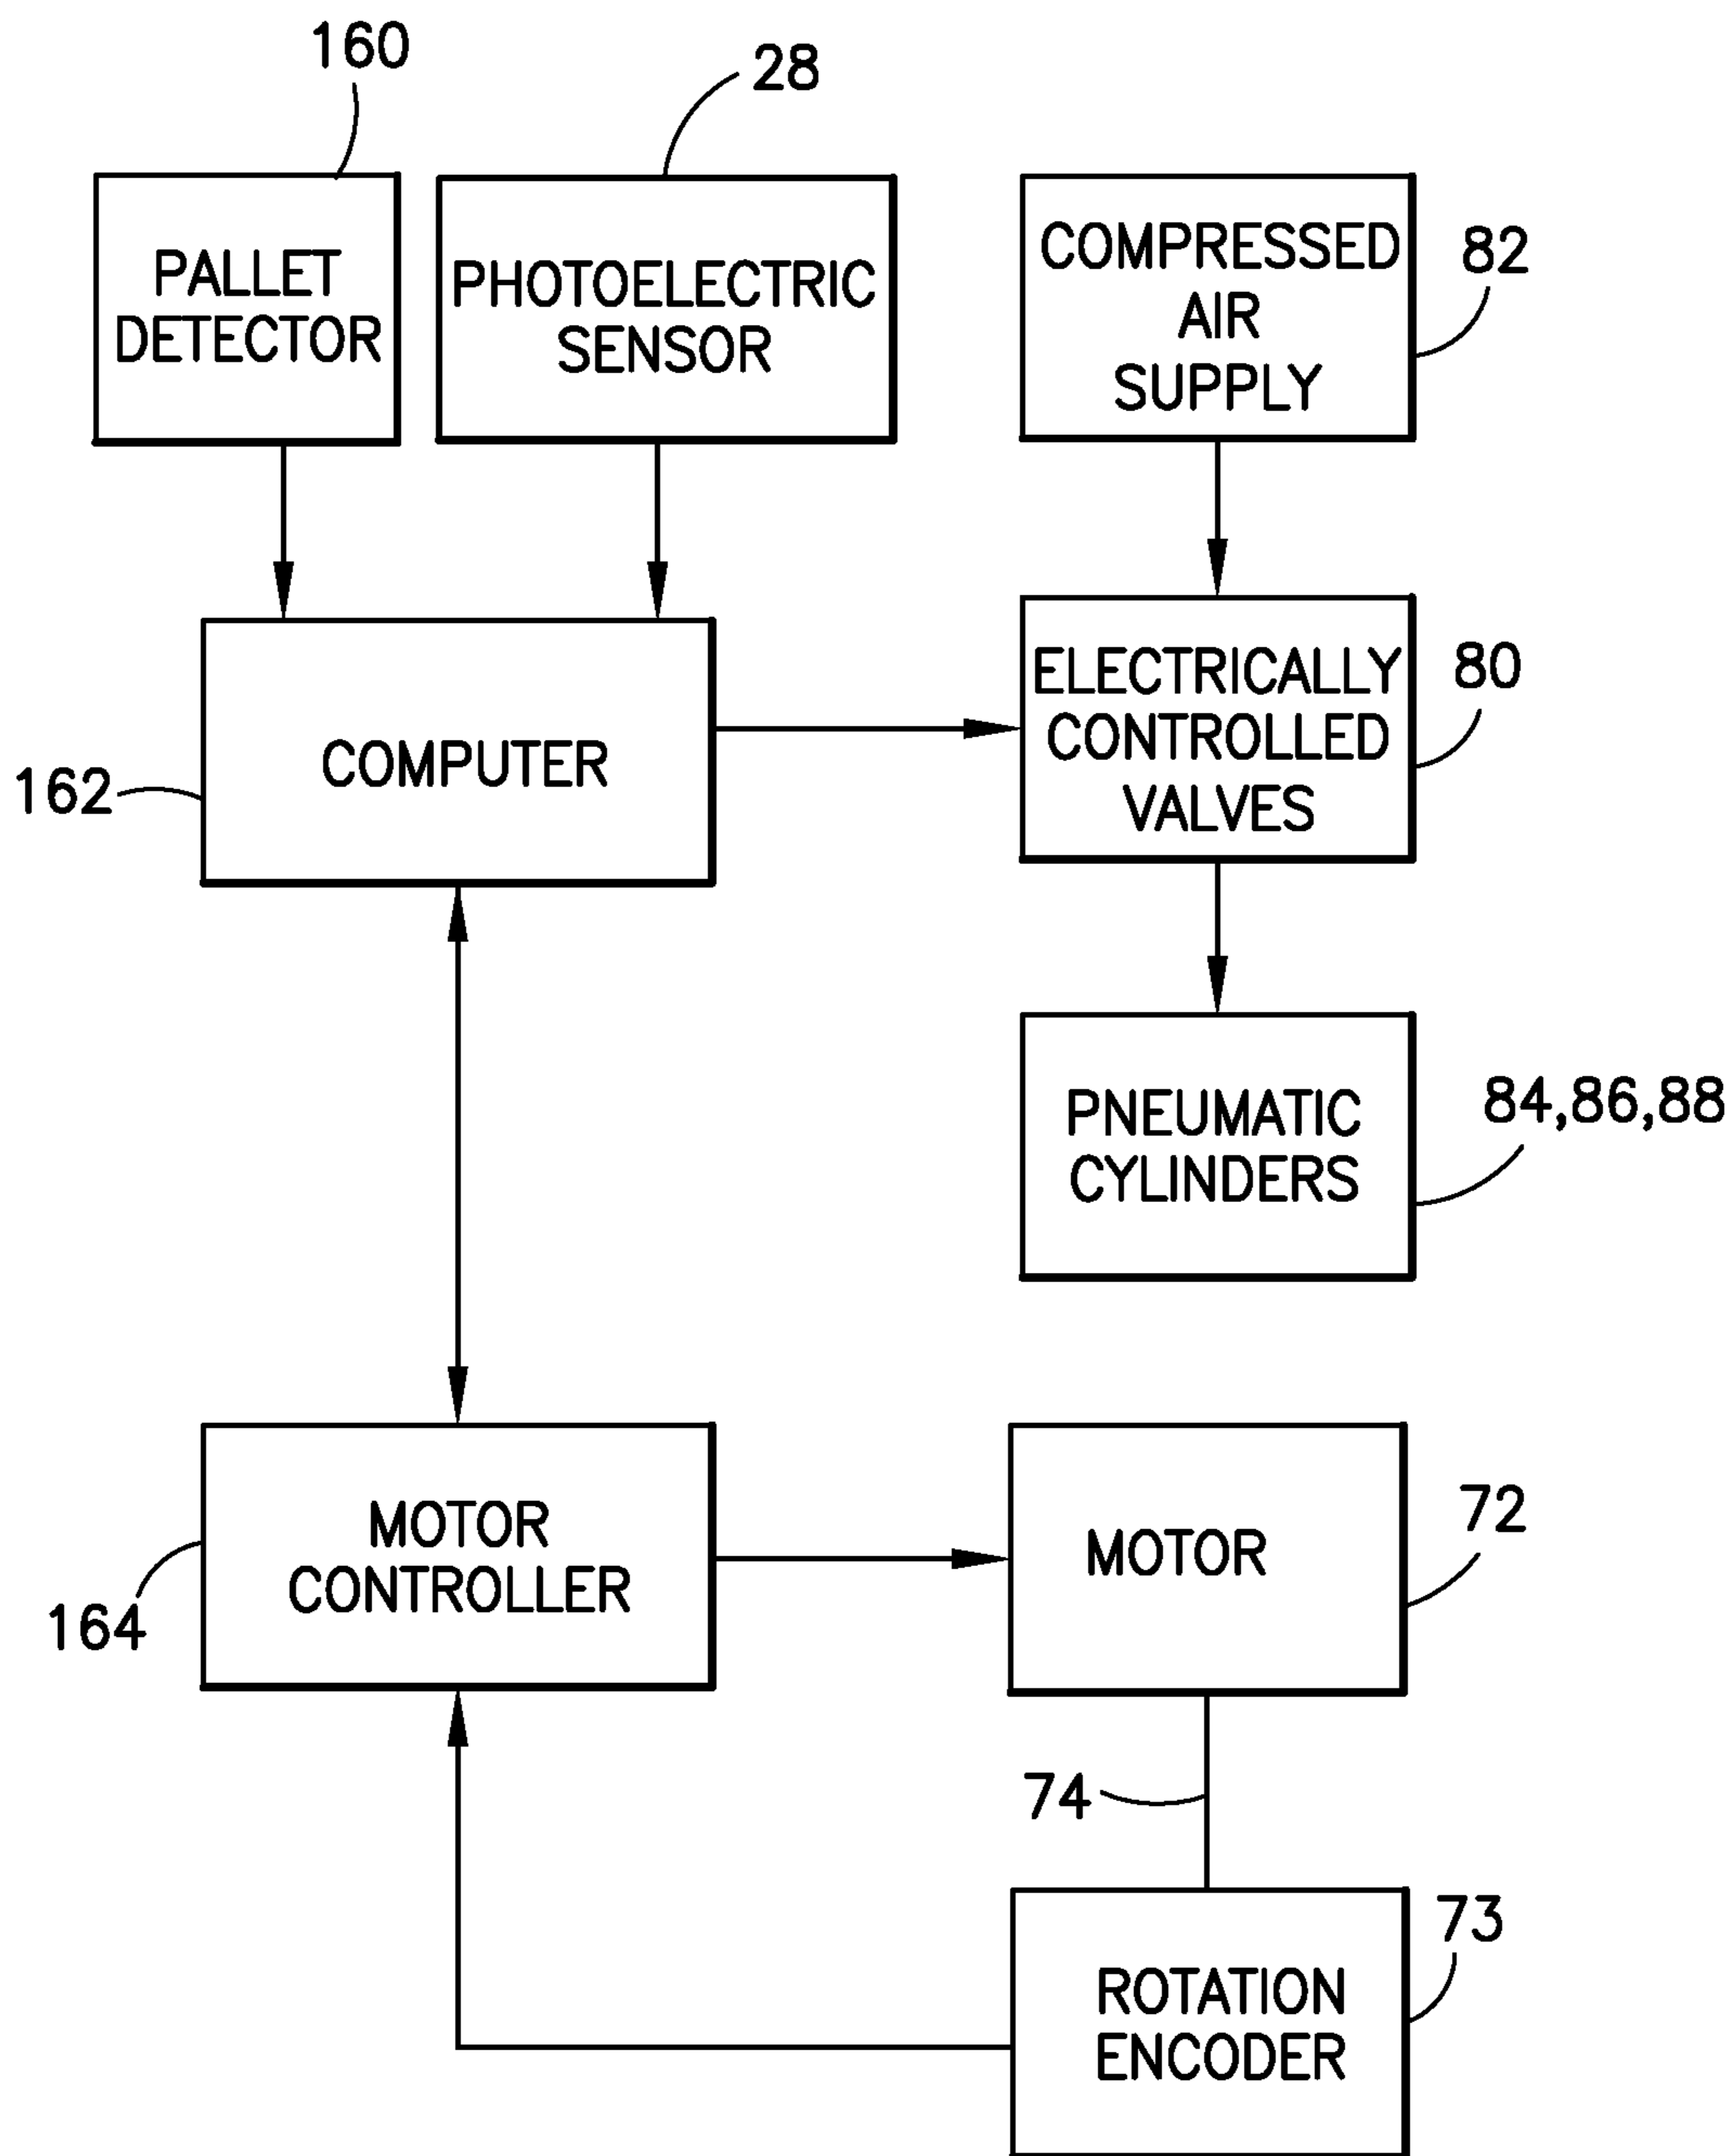 160
28
PALLET
DETECTOR
PHOTOELECTRIC
SENSOR
COMPRESSED
AIR
SUPPLY
82
COMPUTER
162
ELECTRICALLY
CONTROLLED
VALVES
80
PNEUMATIC
CYLINDERS
84,86,88
MOTOR
CONTROLLER
164
MOTOR
72
74
ROTATION
ENCODER
73